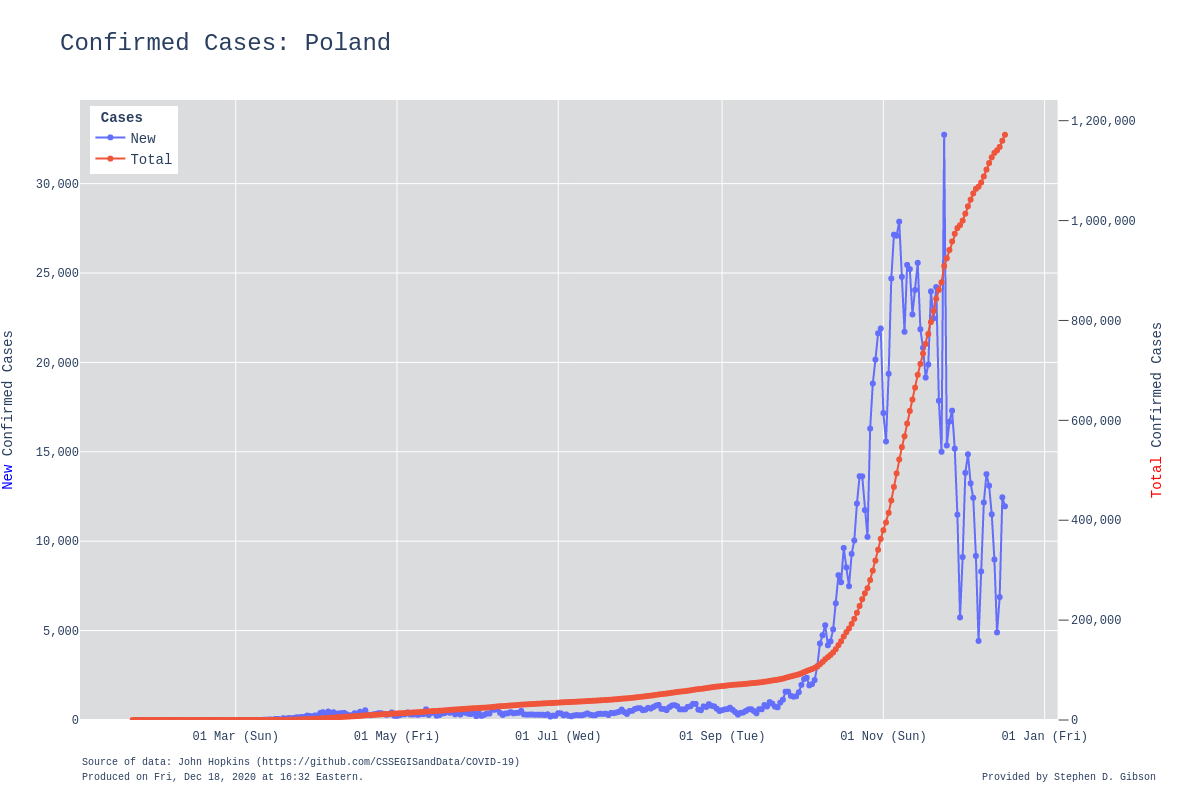 Confirmed Cases: Poland
Cases
New
Total
30,000
25,000
20,000
15,000
10,000
5,000
0
New Confirmed Cases
1,200,000
1,000,000
800,000
600,000
400,000
200,000
0
Total Confirmed Cases
01 Mar (Sun) 01 May (Fri) 01 Jul (Wed) 01 Sep (Tue) 01 Nov (Sun) 01 Jan (Fri)
Source of data: John Hopkins (https://github.com/CSSEGISandData/COVID-19)
Produced on Fri, Dec 18, 2020 at 16:32 Eastern.
Provided by Stephen D. Gibson